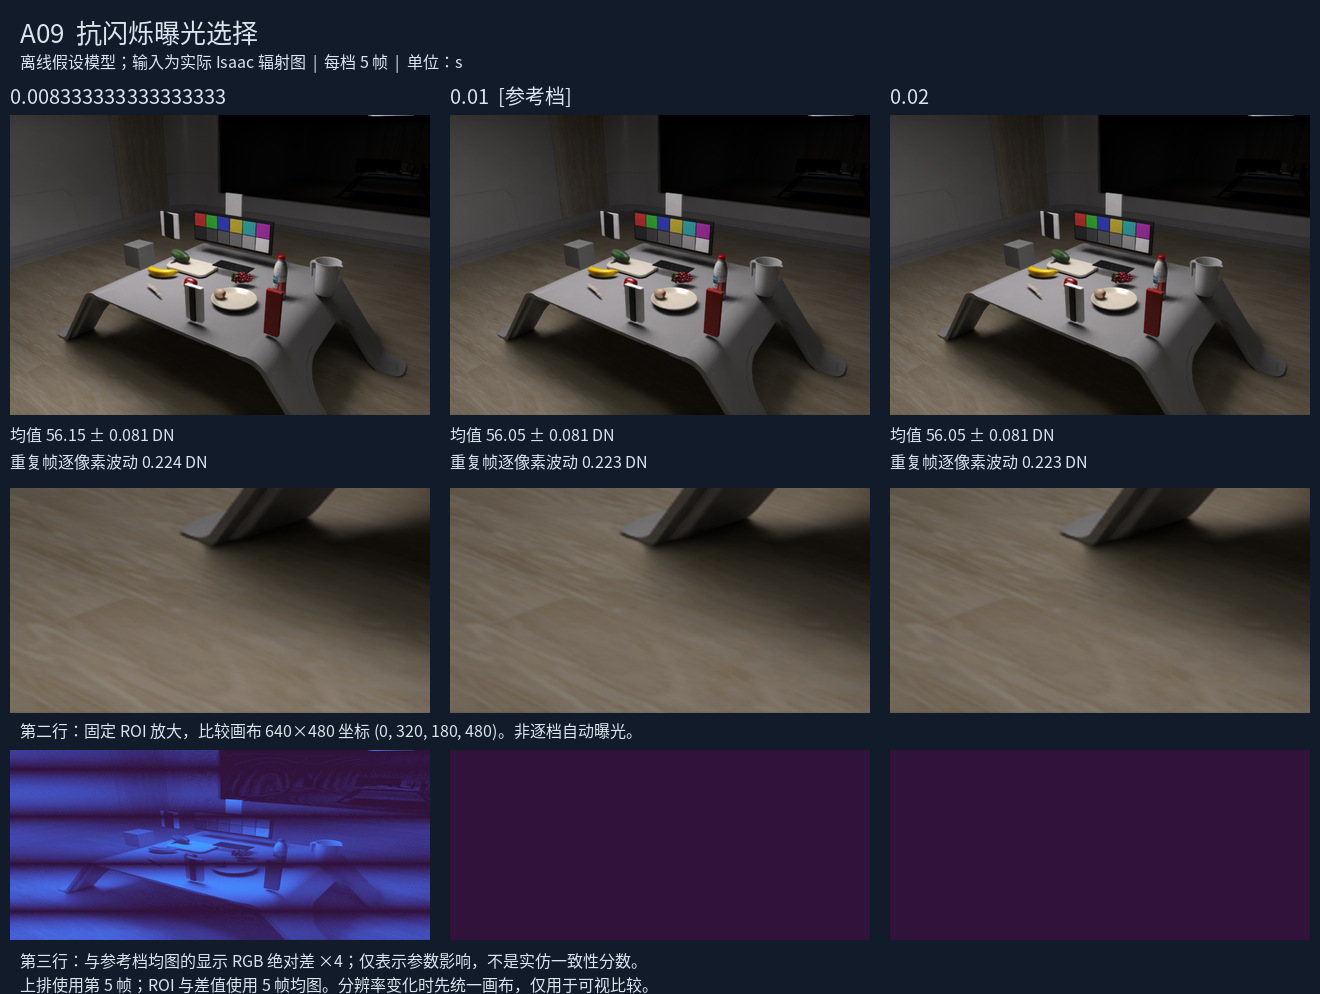 A09 抗闪烁曝光选择
离线假设模型；输入为实际 Isaac 辐射图 | 每档 5 帧 | 单位：s
0.008333333333333333
0.01 [参考档]
0.02
均值 56.15 ± 0.081 DN
重复帧逐像素波动 0.224 DN
均值 56.05 ± 0.081 DN
重复帧逐像素波动 0.223 DN
均值 56.05 ± 0.081 DN
重复帧逐像素波动 0.223 DN
第二行：固定 ROI 放大，比较画布 640×480 坐标 (0, 320, 180, 480)。非逐档自动曝光。
第三行：与参考档均图的显示 RGB 绝对差 ×4；仅表示参数影响，不是实仿一致性分数。
上排使用第 5 帧；ROI 与差值使用 5 帧均图。分辨率变化时先统一画布，仅用于可视比较。